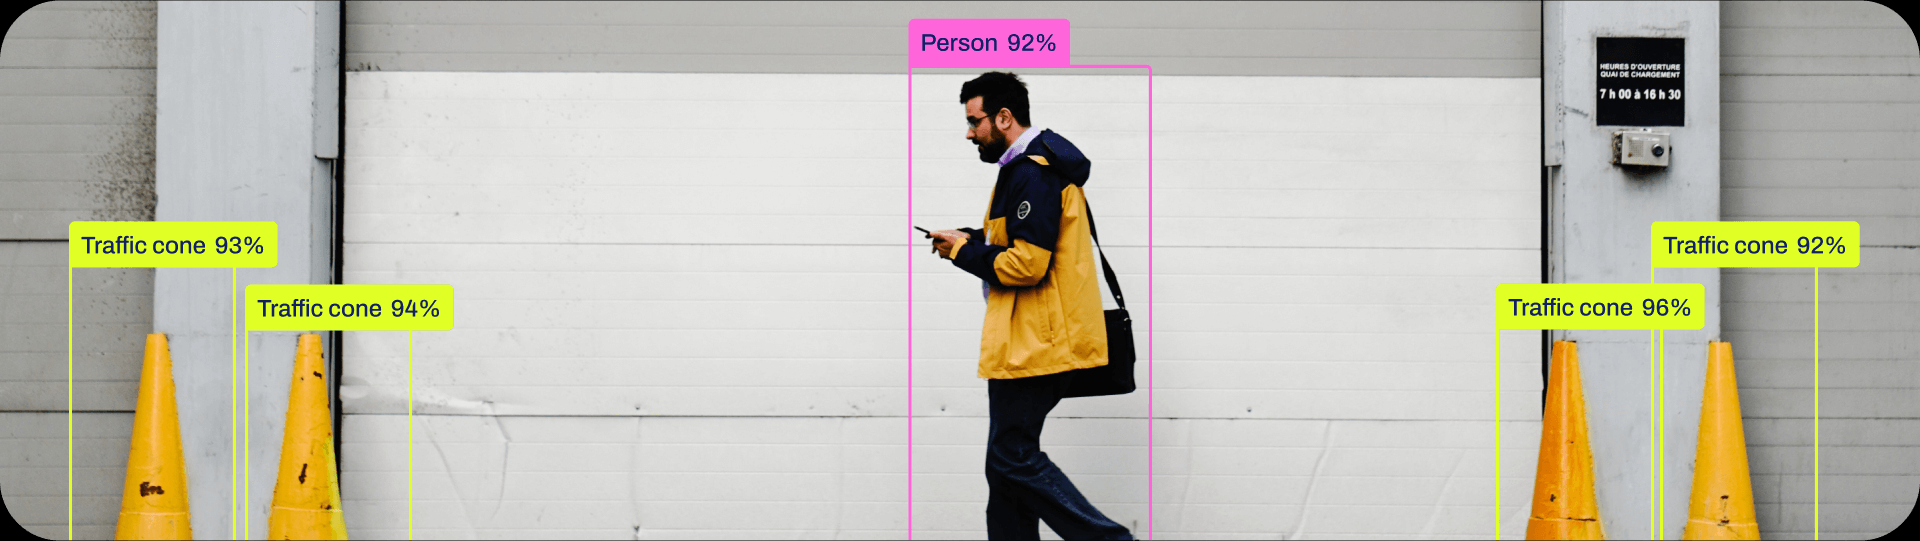 Person 92%
HEURES D'OUVERTURE
QUAI DE CHARGEMENT
7 h 00 à 16 h 30
Traffic cone 93%
Traffic cone 92%
Traffic cone 94%
Traffic cone 96%